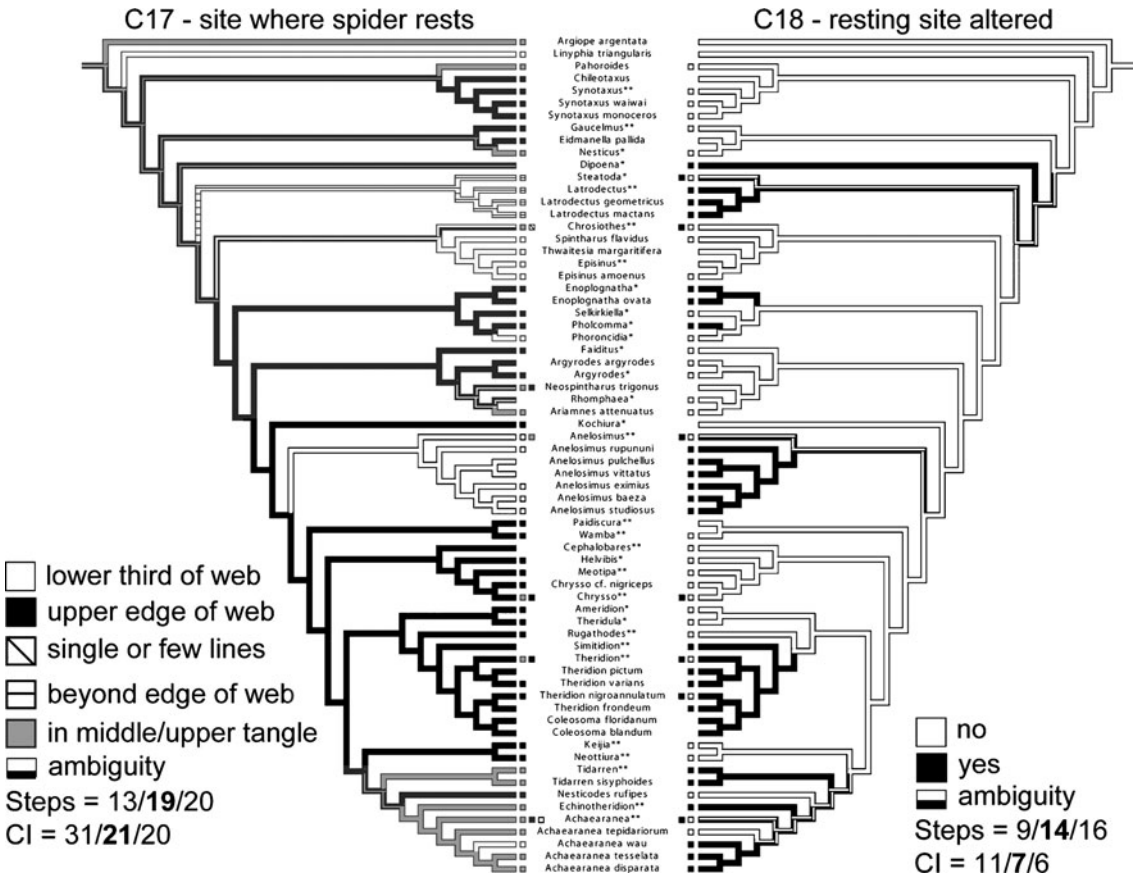 C17 - site where spider rests
C18 - resting site altered
Argiope argentata
Linyphia triangularis
Pahoroides
Chileotaxus
Synotaxus**
Synotaxus waiwai
Synotaxus monoceros
Gaucelmus**
Eidmanella pallida
Nesticus*
Dipoena*
Steatoda*
Latrodectus**
Latrodectus geometricus
Latrodectus mactans
Chrosiothes**
Spintharus flavidus
Thwaitesia margaritifera
Episinus**
Episinus amoenus
Enoplognatha*
Enoplognatha ovata
Selkirkiella*
Pholcomma*
Phoroncidia*
Faiditus*
Argyrodes argyrodes
Argyrodes*
Neospintharus trigonus
Rhomphaea*
Ariamnes attenuatus
Kochiura*
Anelosimus**
Anelosimus rupununi
Anelosimus pulchellus
Anelosimus vittatus
Anelosimus eximius
Anelosimus baeza
Anelosimus studiosus
Paidiscura**
Wamba**
Cephalobares**
Helvibis*
Meotipa**
Chrysso cf. nigriceps
Chrysso**
Ameridion*
Theridula*
Rugathodes**
Simitidion**
Theridion**
Theridion pictum
Theridion varians
Theridion nigroannulatum
Theridion frondeum
Coleosoma floridanum
Coleosoma blandum
Keijia**
Neottiura**
Tidarren**
Tidarren sisyphoides
Nesticodes rufipes
Echinotheridion**
Achaearanea**
Achaearanea tepidariorum
Achaearanea wau
Achaearanea tesselata
Achaearanea disparata
lower third of web
upper edge of web
single or few lines
beyond edge of web
in middle/upper tangle
ambiguity
Steps = 13/19/20
CI = 31/21/20
no
yes
ambiguity
Steps = 9/14/16
CI = 11/7/6